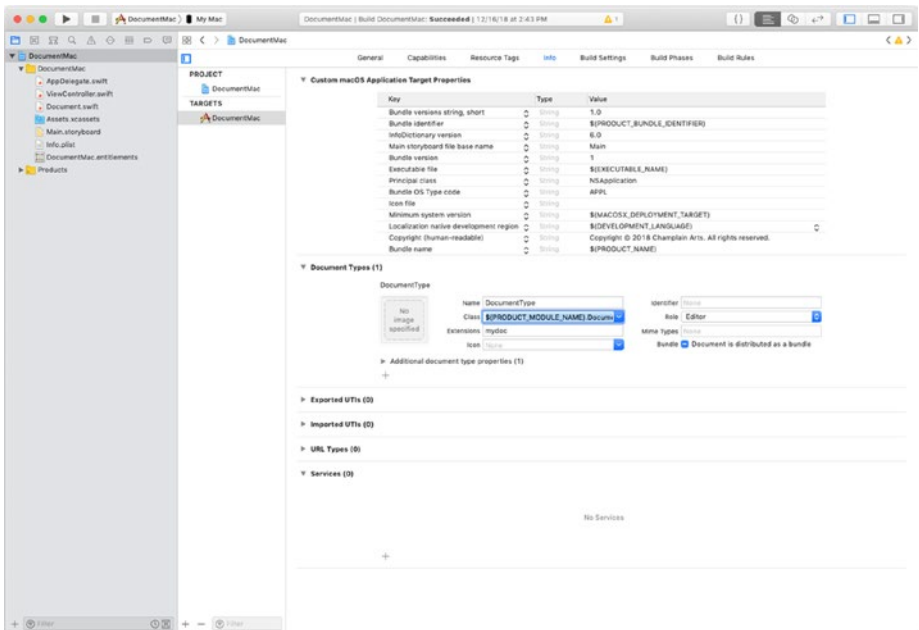 DocumentMac
My Mac
DocumentMac | Build DocumentMac: Succeeded | 12/16/18 at 2:43 PM
1
{}
DocumentMac
DocumentMac
DocumentMac
AppDelegate.swift
ViewController.swift
Document.swift
Assets.xcassets
Main.storyboard
Info.plist
DocumentMac.entitlements
Products
Filter
PROJECT
DocumentMac
TARGETS
DocumentMac
Filter
General Capabilities Resource Tags Info Build Settings Build Phases Build Rules
Custom macOS Application Target Properties
Key Type Value
Bundle versions string, short String 1.0
Bundle identifier String $(PRODUCT_BUNDLE_IDENTIFIER)
InfoDictionary version String 6.0
Main storyboard file base name String Main
Bundle version String 1
Executable file String $(EXECUTABLE_NAME)
Principal class String NSApplication
Bundle OS Type code String APPL
Icon file String
Minimum system version String $(MACOSX_DEPLOYMENT_TARGET)
Localization native development region String $(DEVELOPMENT_LANGUAGE)
Copyright (human-readable) String Copyright © 2018 Champlain Arts. All rights reserved.
Bundle name String $(PRODUCT_NAME)
Document Types (1)
DocumentType
No
image
specified
Name DocumentType Identifier None
Class $(PRODUCT_MODULE_NAME).Docume Role Editor
Extensions mydoc Mime Types None
Icon None Bundle Document is distributed as a bundle
Additional document type properties (1)
+
Exported UTIs (0)
Imported UTIs (0)
URL Types (0)
Services (0)
No Services
+